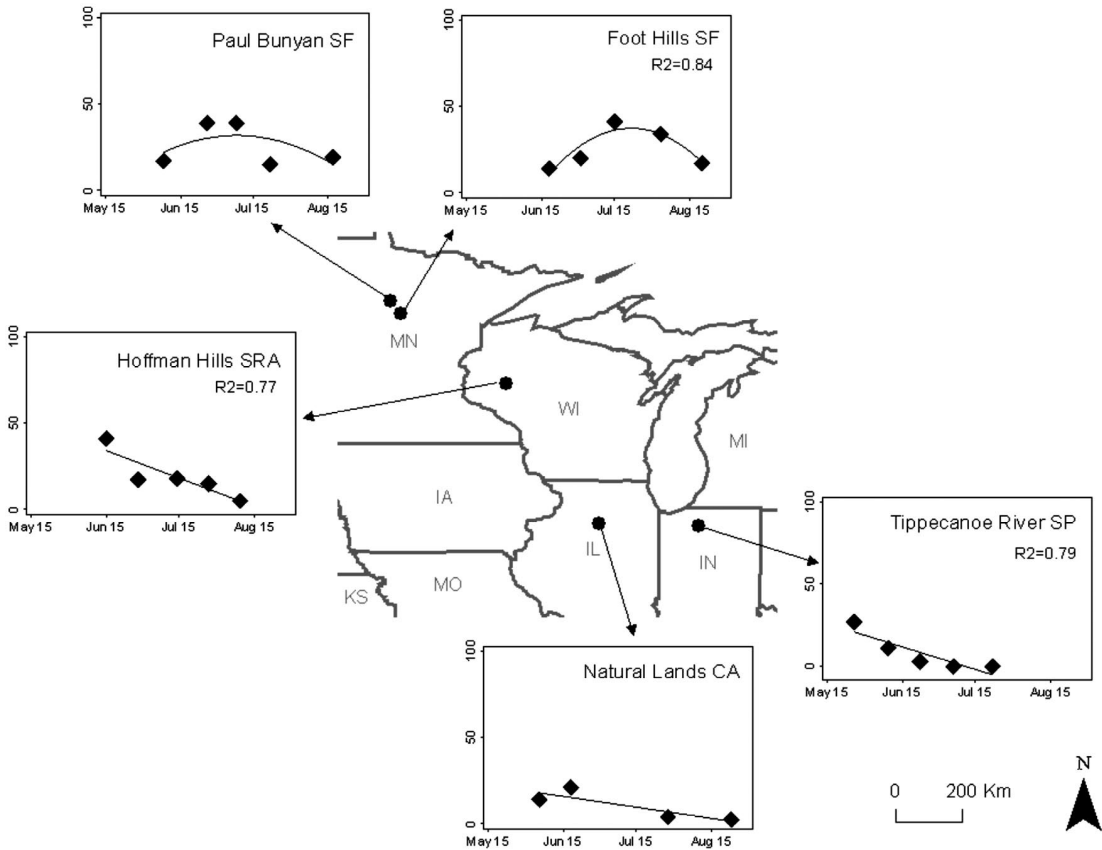 Paul Bunyan SF
100
50
0
May 15 Jun 15 Jul 15 Aug 15
Foot Hills SF
R2=0.84
100
50
0
May 15 Jun 15 Jul 15 Aug 15
Hoffman Hills SRA
R2=0.77
100
50
0
May 15 Jun 15 Jul 15 Aug 15
MN
WI
MI
IA
IL
IN
MO
KS
Tippecanoe River SP
R2=0.79
100
50
0
May 15 Jun 15 Jul 15 Aug 15
Natural Lands CA
100
50
0
May 15 Jun 15 Jul 15 Aug 15
0 200 Km
N